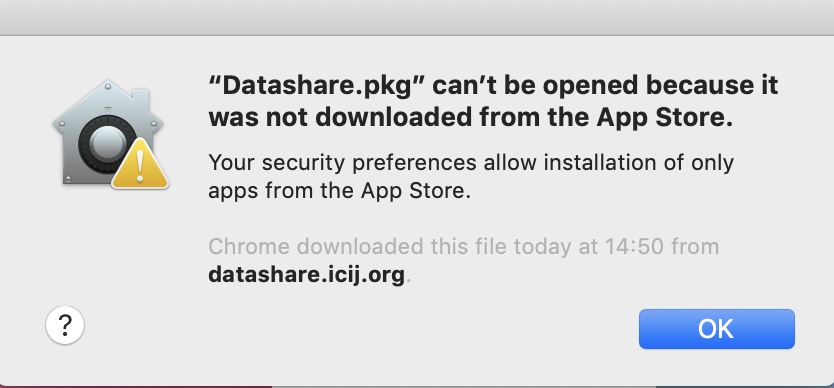 “Datashare.pkg” can’t be opened because it
was not downloaded from the App Store.
Your security preferences allow installation of only
apps from the App Store.
Chrome downloaded this file today at 14:50 from
datashare.icij.org.
?
OK